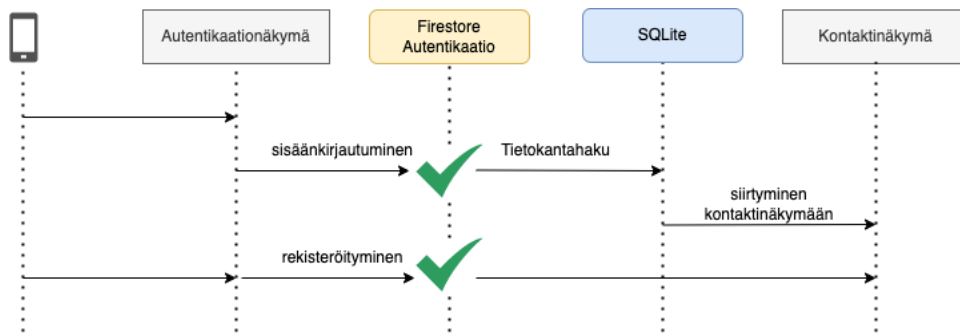 Autentikaationäkymä
Firestore
Autentikaatio
SQLite
Kontaktinäkymä
sisäänkirjautuminen
Tietokantahaku
siirtyminen
kontaktinäkymään
rekisteröityminen